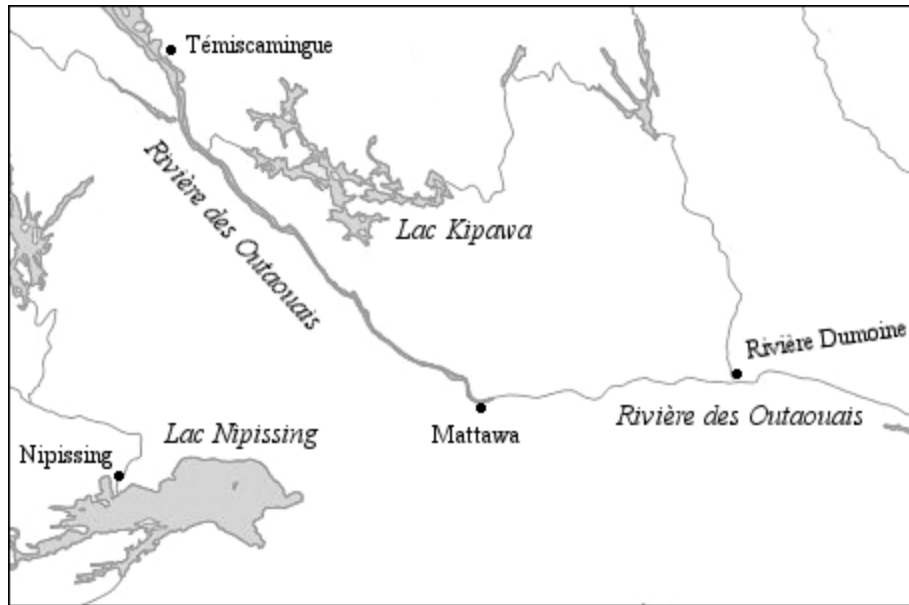 Témiscamingue
Rivière des Outaouais
Lac Kipawa
Rivière Dumoine
Rivière des Outaouais
Mattawa
Lac Nipissing
Nipissing